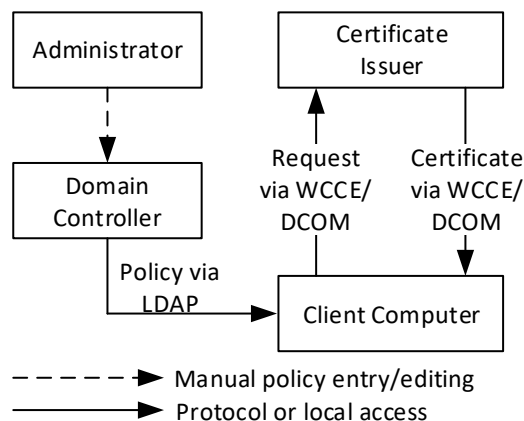 Administrator
Certificate
Issuer
Domain
Controller
Request
via WCCE/
DCOM
Certificate
via WCCE/
DCOM
Policy via
LDAP
Client Computer
Manual policy entry/editing
Protocol or local access